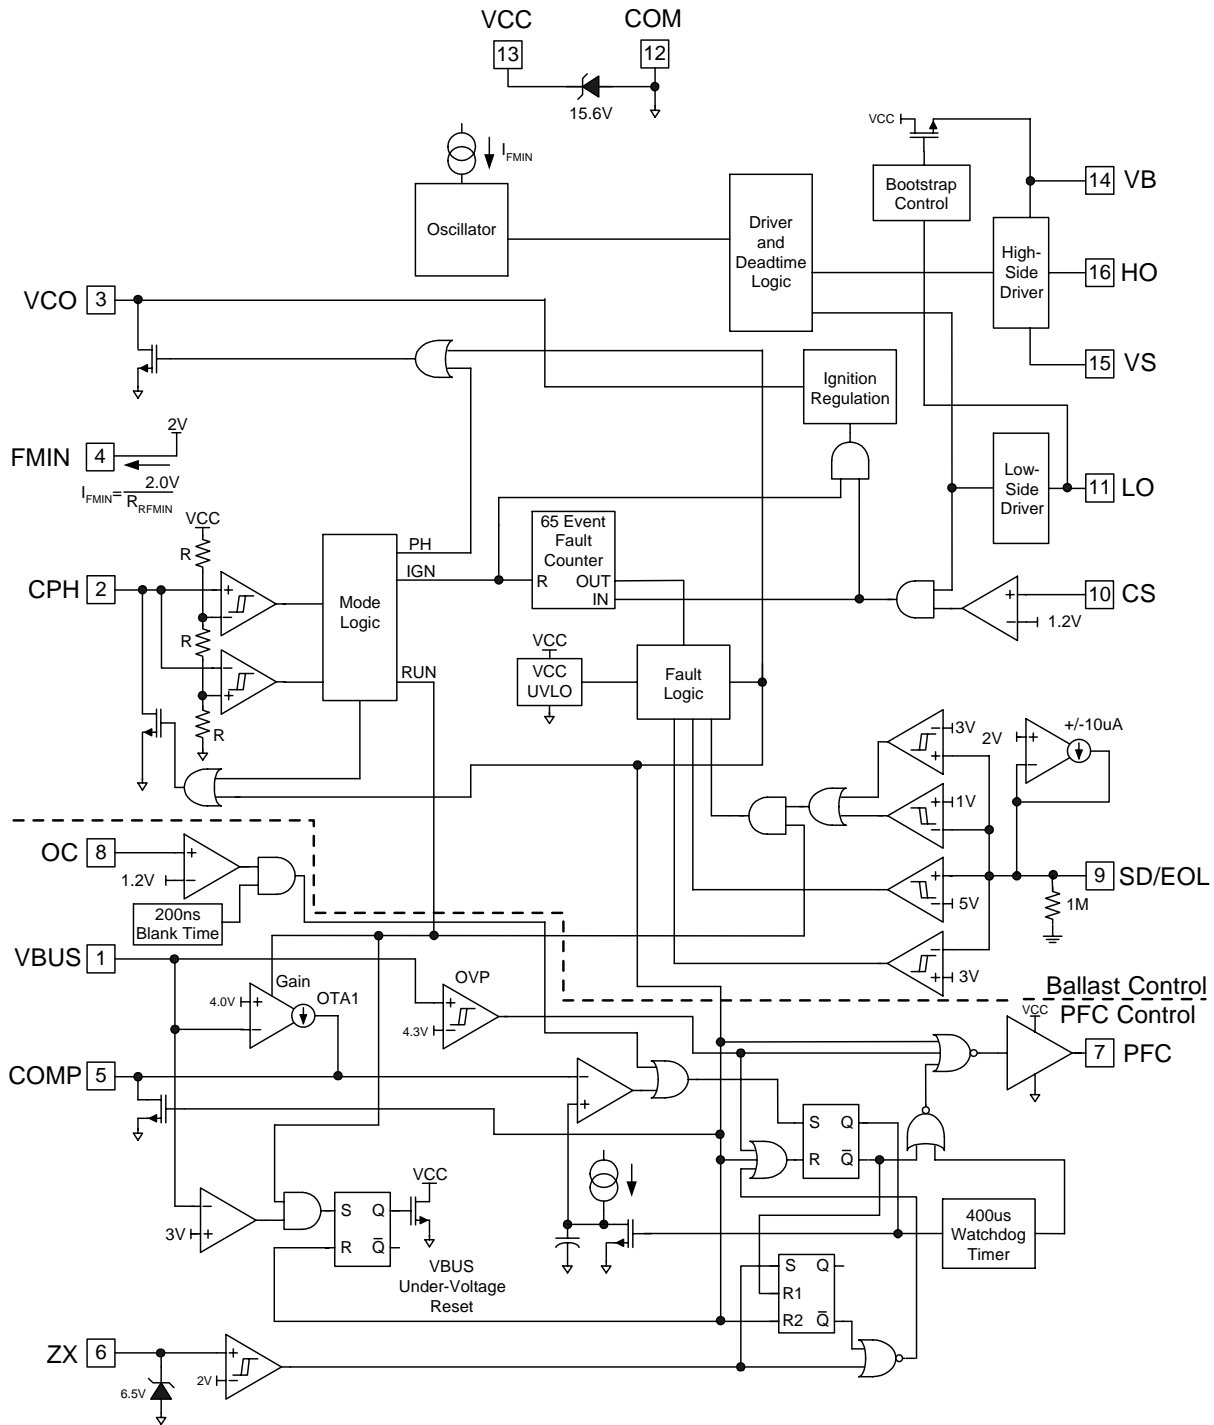 VCC
COM
13
12
15.6V
VCC
I_FMIN
Bootstrap
Control
14 VB
Oscillator
Driver
and
Deadtime
Logic
High-
Side
Driver
16 HO
VCO 3
15 VS
Ignition
Regulation
2V
FMIN 4
I_FMIN=2.0V
R_RFMIN
Low-
Side
Driver
11 LO
VCC
R
65 Event
Fault
Counter
R OUT
IN
PH
IGN
CPH 2
+
−
Mode
Logic
R
−
+
RUN
R
+
−
10 CS
1.2V
VCC
VCC
UVLO
Fault
Logic
3V
−
+
2V
+
−
+/-10uA
1V
+
−
OC 8
+
1.2V
−
200ns
Blank Time
+
−
5V
9 SD/EOL
1M
VBUS 1
Gain
4.0V
+
−
OTA1
OVP
+
4.3V
−
−
+
3V
Ballast Control
PFC Control
VCC
7 PFC
COMP 5
−
+
S Q
R Q
−
3V
+
S Q
R Q
VCC
VBUS
Under-Voltage
Reset
400us
Watchdog
Timer
S Q
R1
R2 Q
ZX 6
+
2V
−
6.5V